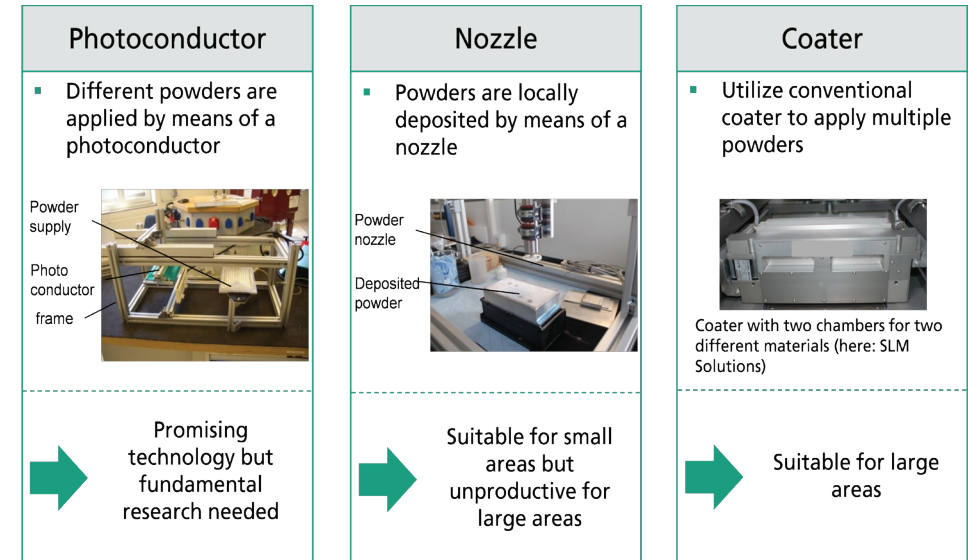 Photoconductor
Different powders are
applied by means of a
photoconductor
Powder
supply
Photo
conductor
frame
Promising
technology but
fundamental
research needed
Nozzle
Powders are locally
deposited by means of a
nozzle
Powder
nozzle
Deposited
powder
Suitable for small
areas but
unproductive for
large areas
Coater
Utilize conventional
coater to apply multiple
powders
Coater with two chambers for two
different materials (here: SLM
Solutions)
Suitable for large
areas